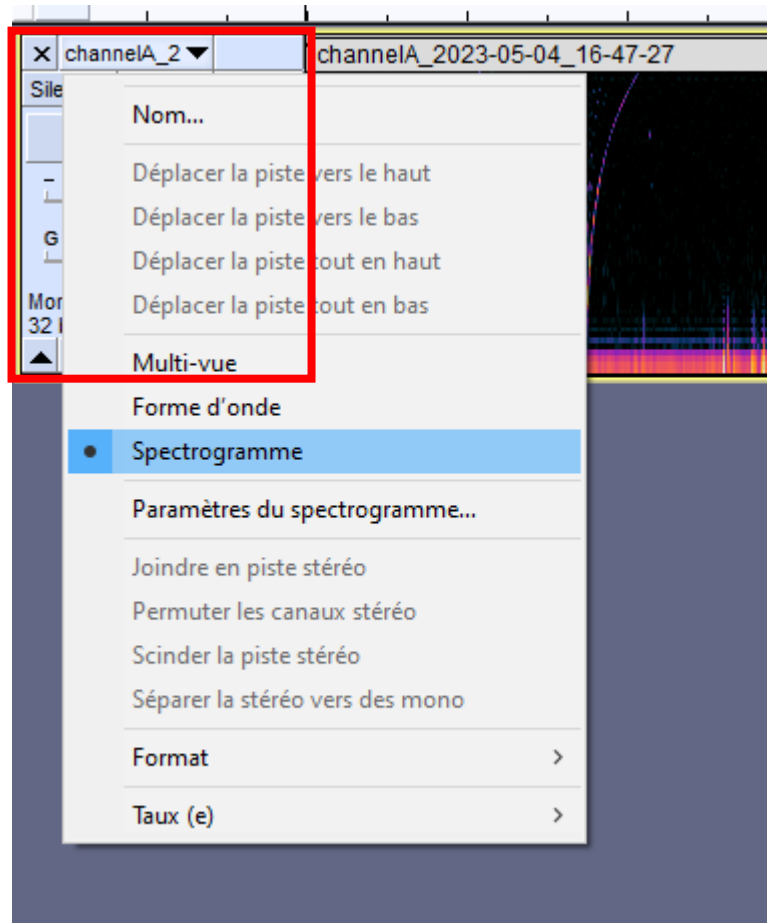 channelA_2
channelA_2023-05-04_16-47-27
Sile
Nom...
Déplacer la piste vers le haut
Déplacer la piste vers le bas
G
Déplacer la piste tout en haut
Mor
Déplacer la piste tout en bas
32
Multi-vue
Forme d'onde
Spectrogramme
Paramètres du spectrogramme...
Joindre en piste stéréo
Permuter les canaux stéréo
Scinder la piste stéréo
Séparer la stéréo vers des mono
Format
Taux (e)